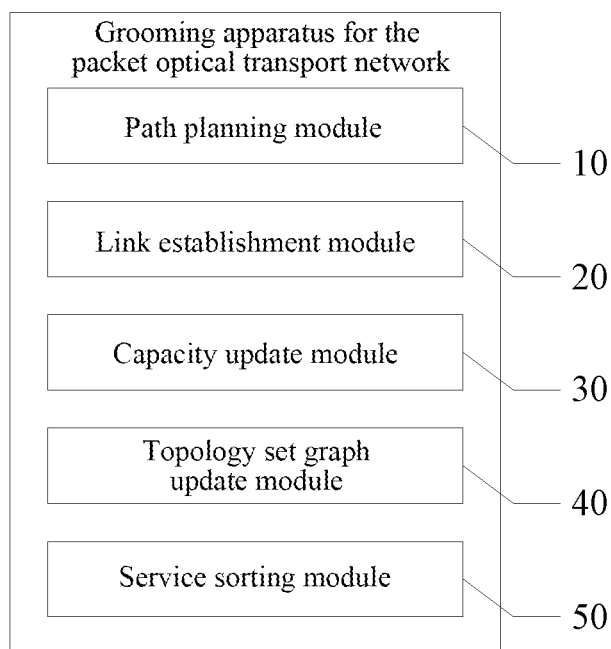 Grooming apparatus for the
packet optical transport network
Path planning module
10
Link establishment module
20
Capacity update module
30
Topology set graph
update module
40
Service sorting module
50